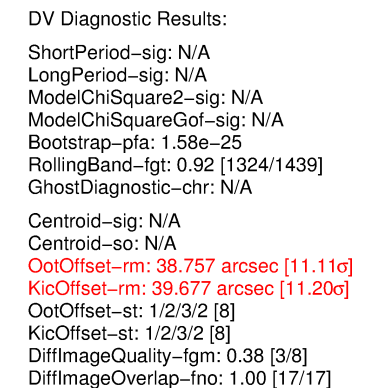 DV Diagnostic Results:
ShortPeriod−sig: N/A
LongPeriod−sig: N/A
ModelChiSquare2−sig: N/A
ModelChiSquareGof−sig: N/A
Bootstrap−pfa: 1.58e−25
RollingBand−fgt: 0.92 [1324/1439]
GhostDiagnostic−chr: N/A
Centroid−sig: N/A
Centroid−so: N/A
OotOffset−rm: 38.757 arcsec [11.11σ]
KicOffset−rm: 39.677 arcsec [11.20σ]
OotOffset−st: 1/2/3/2 [8]
KicOffset−st: 1/2/3/2 [8]
DiffImageQuality−fgm: 0.38 [3/8]
DiffImageOverlap−fno: 1.00 [17/17]